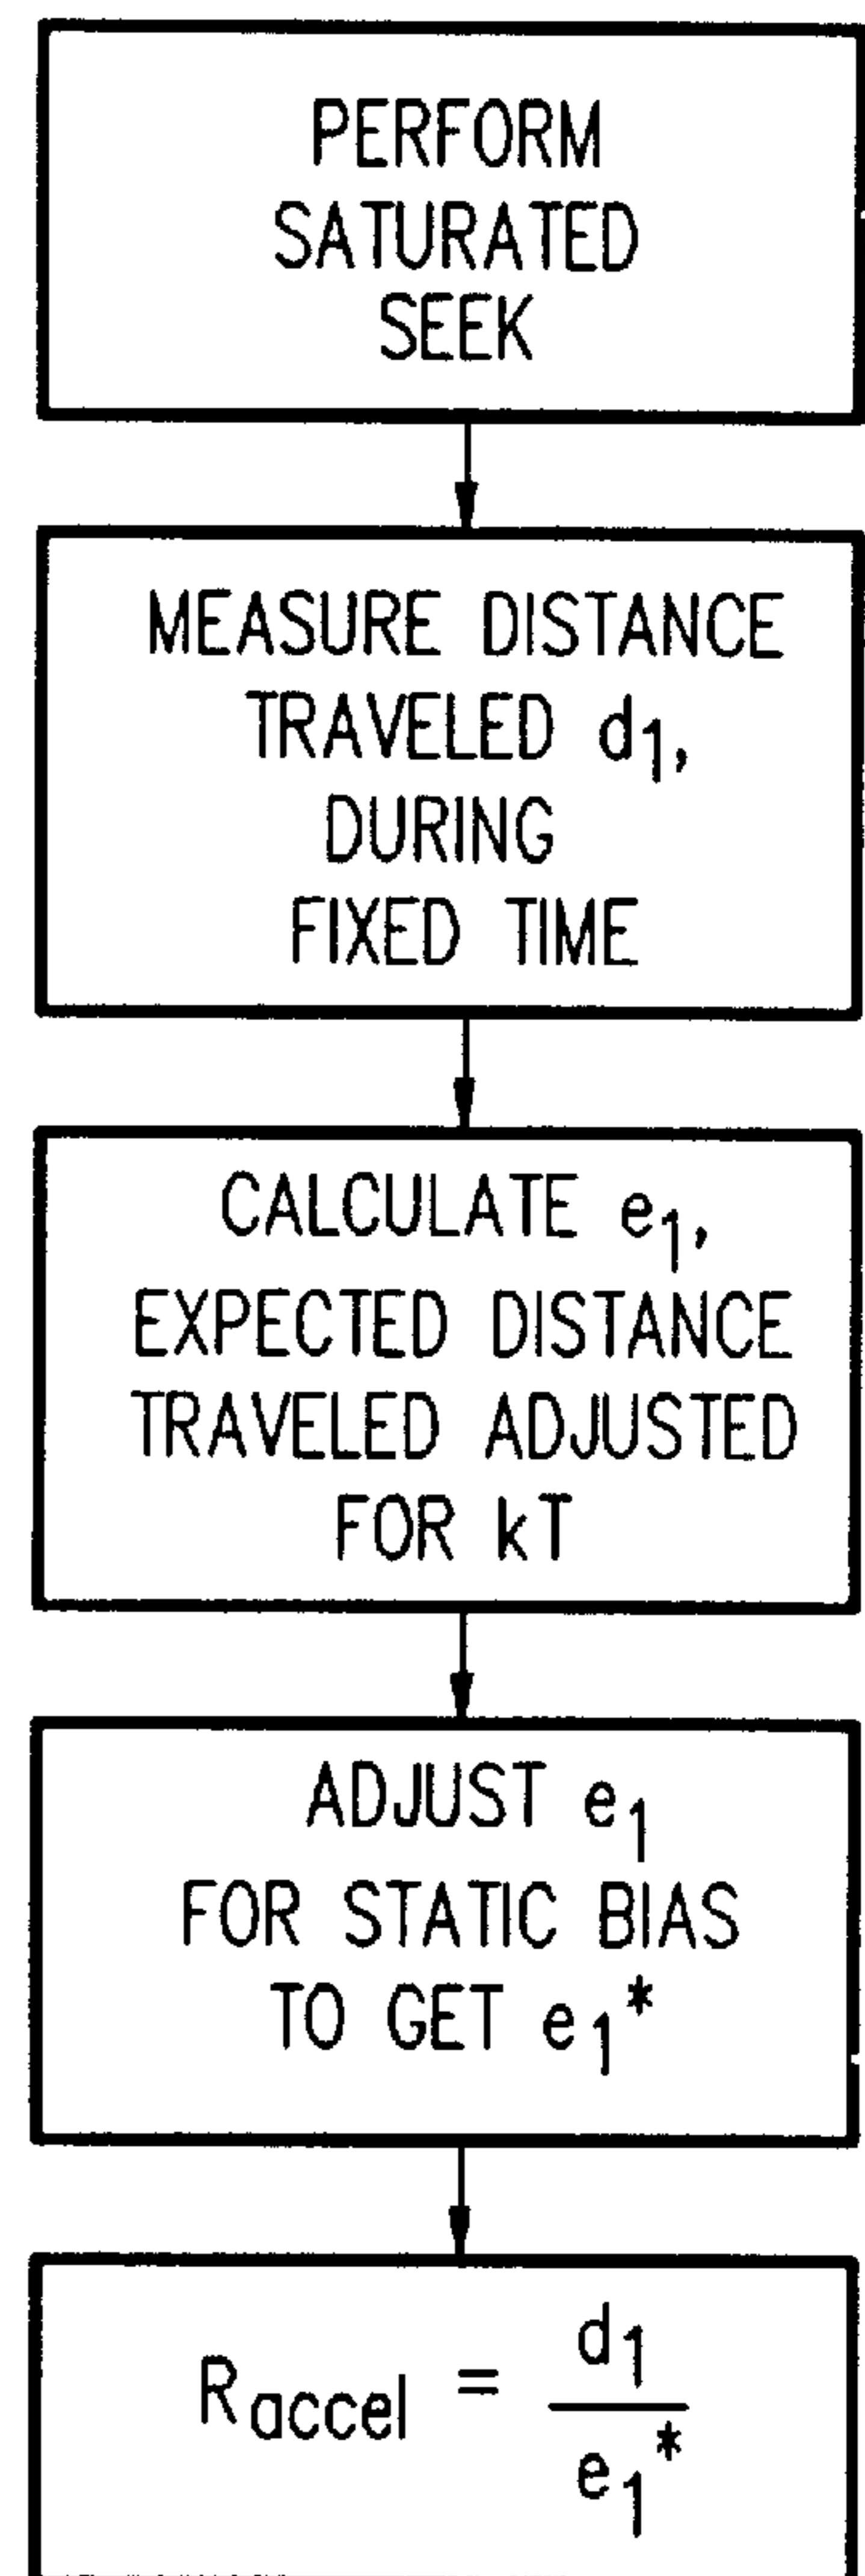 PERFORM
SATURATED
SEEK
MEASURE DISTANCE
TRAVELED d1,
DURING
FIXED TIME
CALCULATE e1,
EXPECTED DISTANCE
TRAVELED ADJUSTED
FOR kT
ADJUST e1
FOR STATIC BIAS
TO GET e1*
Raccel = d1
e1*